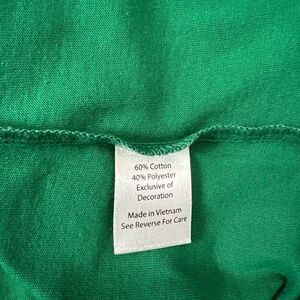 60% Cotton
40% Polyester
Exclusive of
Decoration
Made in Vietnam
See Reverse For Care